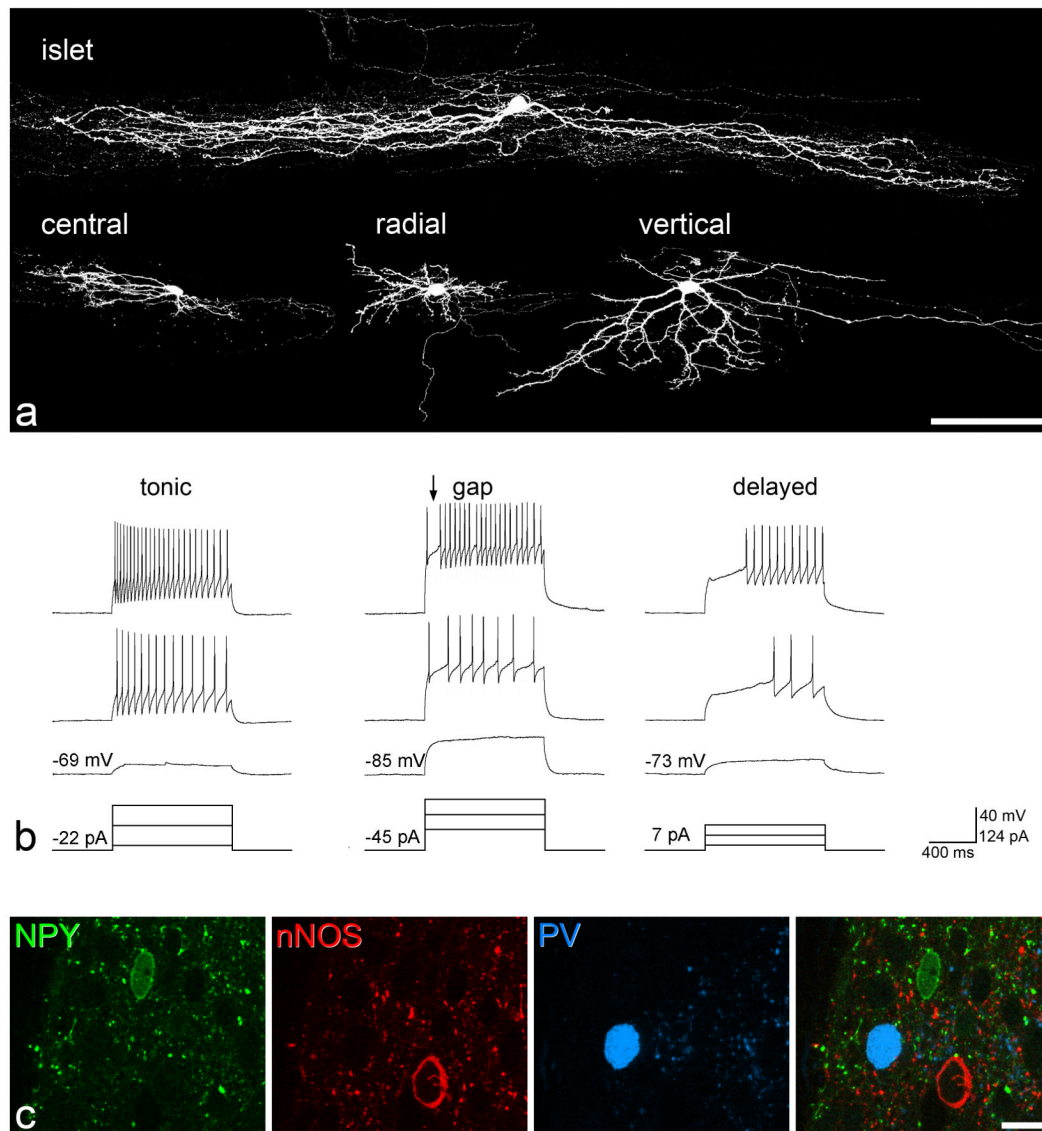 islet
central radial vertical
a
tonic gap delayed
-69 mV -85 mV -73 mV
-22 pA -45 pA 7 pA
40 mV
124 pA
400 ms
b
NPY nNOS PV
c